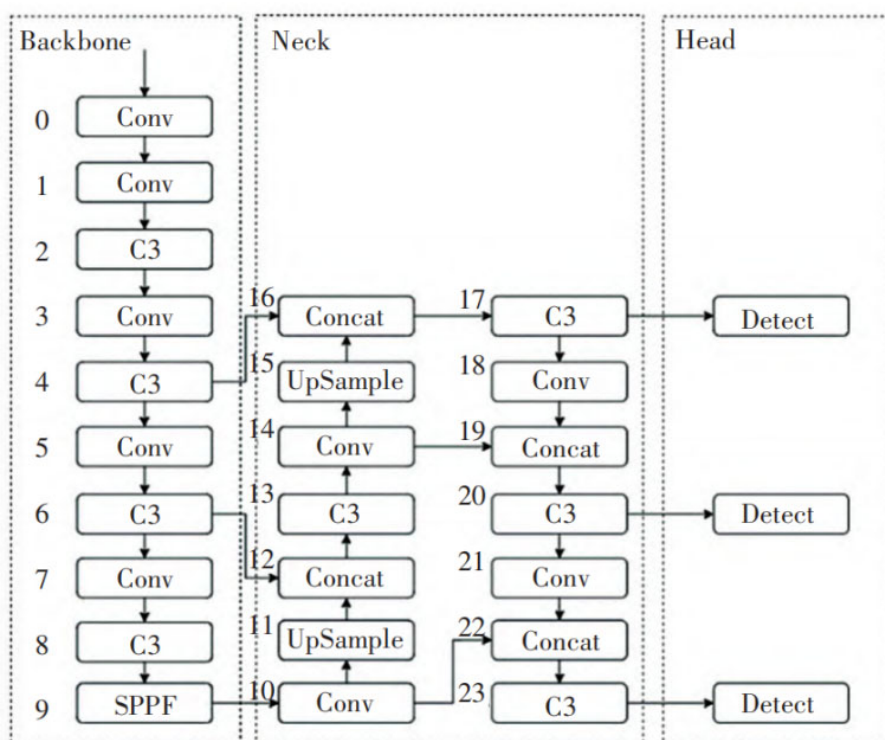 Backbone
Neck
Head
0 Conv
1 Conv
2 C3
3 Conv 16 Concat 17 C3 Detect
4 C3 15 UpSample 18 Conv
5 Conv 14 Conv 19 Concat
6 C3 13 C3 20 C3 Detect
7 Conv 12 Concat 21 Conv
8 C3 11 UpSample 22 Concat
9 SPPF 10 Conv 23 C3 Detect